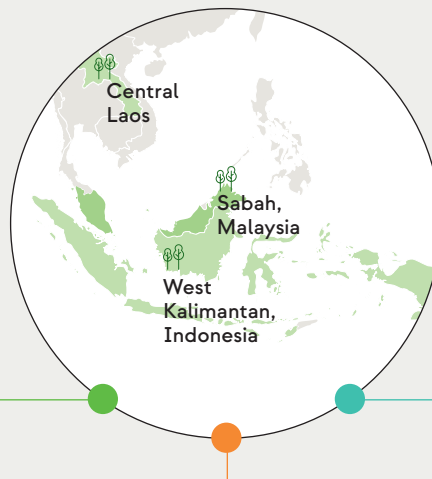 Central
Laos
Sabah,
Malaysia
West
Kalimantan,
Indonesia